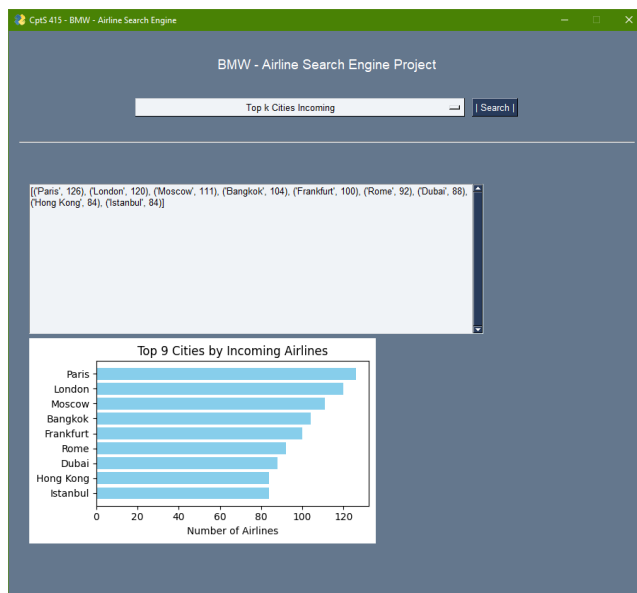 CptS 415 - BMW - Airline Search Engine
BMW - Airline Search Engine Project
Top k Cities Incoming
| Search |
[('Paris', 126), ('London', 120), ('Moscow', 111), ('Bangkok', 104), ('Frankfurt', 100), ('Rome', 92), ('Dubai', 88),
('Hong Kong', 84), ('Istanbul', 84)]
Top 9 Cities by Incoming Airlines
Paris
London
Moscow
Bangkok
Frankfurt
Rome
Dubai
Hong Kong
Istanbul
0 20 40 60 80 100 120
Number of Airlines